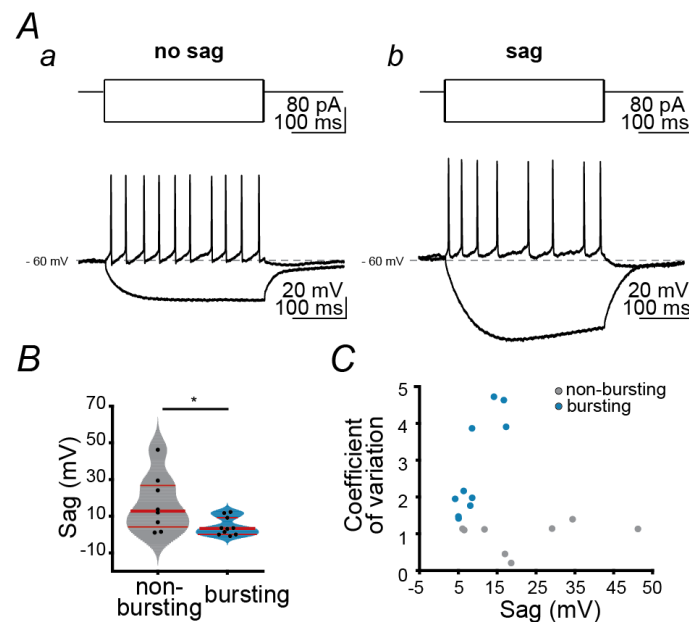 A
a
no sag
80 pA
100 ms
- 60 mV
20 mV
100 ms
b
sag
80 pA
100 ms
- 60 mV
20 mV
100 ms
B
*
70
50
30
10
-10
Sag (mV)
non-
bursting
bursting
C
non-bursting
bursting
5
4
3
2
1
0
Coefficient
of variation
-5
5
15
25
35
45
50
Sag (mV)